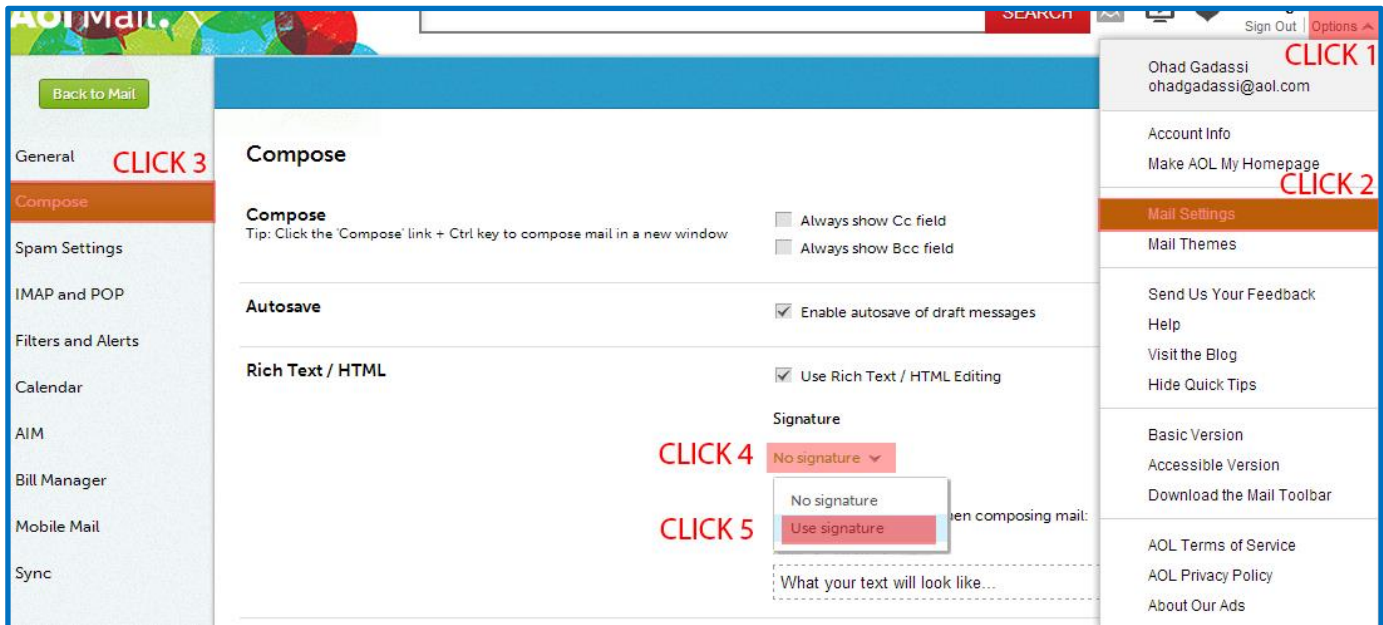 Aol Mail.
SEARCH
Sign Out | Options
CLICK 1
Ohad Gadassi
ohadgadassi@aol.com
Account Info
Make AOL My Homepage
CLICK 2
Mail Settings
Mail Themes
Send Us Your Feedback
Help
Visit the Blog
Hide Quick Tips
Basic Version
Accessible Version
Download the Mail Toolbar
AOL Terms of Service
AOL Privacy Policy
About Our Ads
Back to Mail
General
CLICK 3
Compose
Spam Settings
IMAP and POP
Filters and Alerts
Calendar
AIM
Bill Manager
Mobile Mail
Sync
Compose
Compose
Tip: Click the 'Compose' link + Ctrl key to compose mail in a new window
Always show Cc field
Always show Bcc field
Autosave
Enable autosave of draft messages
Rich Text / HTML
Use Rich Text / HTML Editing
Signature
CLICK 4
No signature
No signature
CLICK 5
Use signature
composing mail:
What your text will look like...